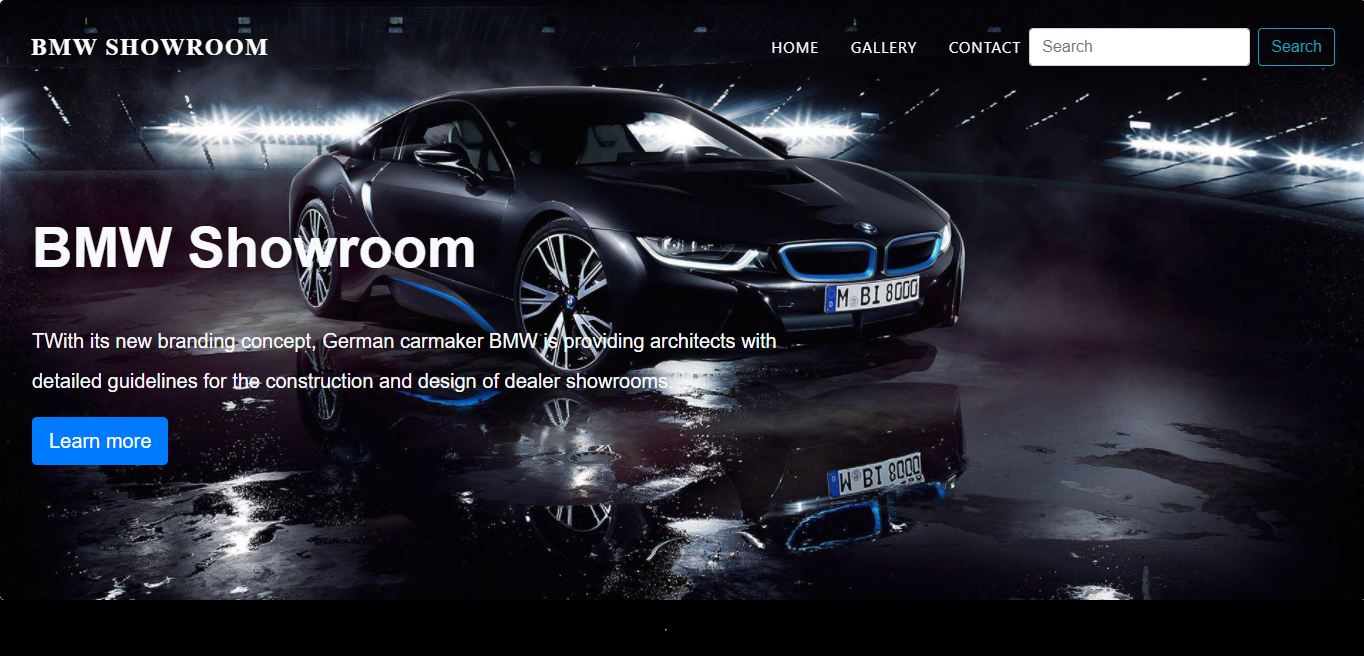 BMW SHOWROOM
HOME GALLERY CONTACT Search Search
BMW Showroom
M BI 8000
TWith its new branding concept, German carmaker BMW is providing architects with
detailed guidelines for the construction and design of dealer showrooms.
Learn more